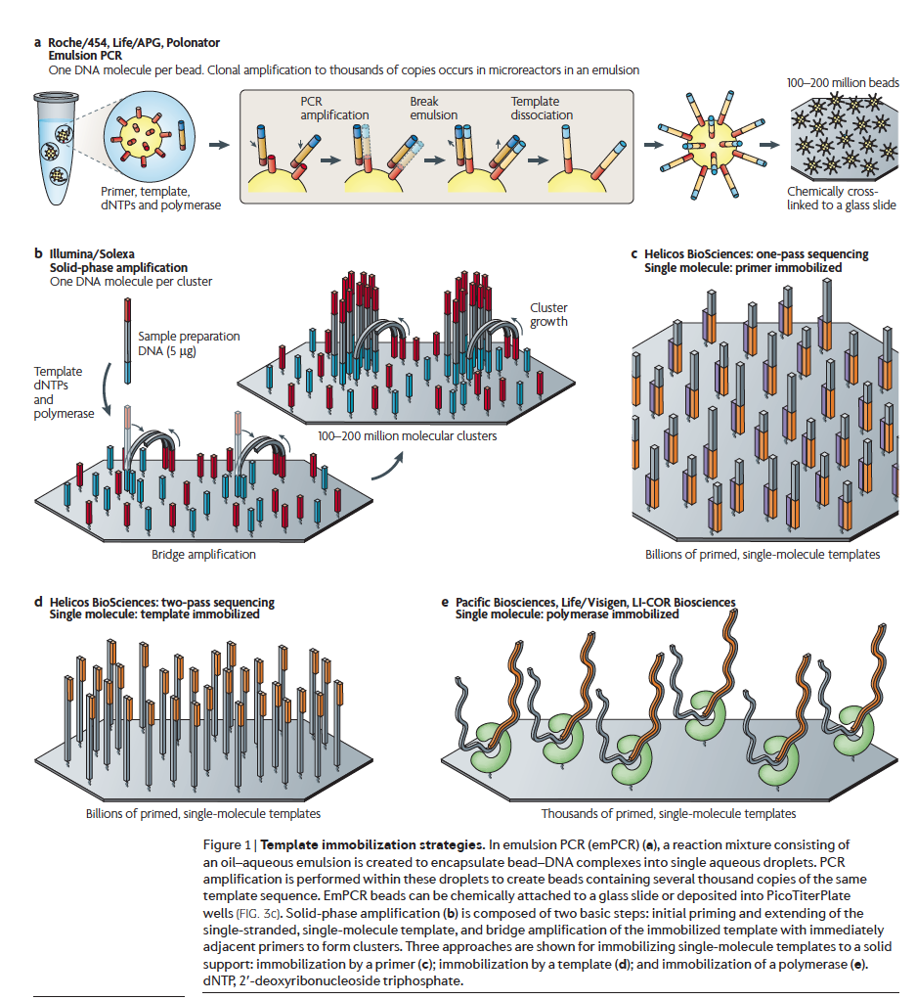 a Roche/454, Life/APG, Polonator
Emulsion PCR
One DNA molecule per bead. Clonal amplification to thousands of copies occurs in microreactors in an emulsion
PCR
amplification
Break
emulsion
Template
dissociation
100–200 million beads
Primer, template,
dNTPs and polymerase
Chemically cross-
linked to a glass slide
b Illumina/Solexa
Solid-phase amplification
One DNA molecule per cluster
Sample preparation
DNA (5 µg)
Template
dNTPs
and
polymerase
Cluster
growth
100–200 million molecular clusters
Bridge amplification
c Helicos BioSciences: one-pass sequencing
Single molecule: primer immobilized
Billions of primed, single-molecule templates
d Helicos BioSciences: two-pass sequencing
Single molecule: template immobilized
Billions of primed, single-molecule templates
e Pacific Biosciences, Life/Visigen, LI-COR Biosciences
Single molecule: polymerase immobilized
Thousands of primed, single-molecule templates
Figure 1 | Template immobilization strategies. In emulsion PCR (emPCR) (a), a reaction mixture consisting of
an oil–aqueous emulsion is created to encapsulate bead–DNA complexes into single aqueous droplets. PCR
amplification is performed within these droplets to create beads containing several thousand copies of the same
template sequence. EmPCR beads can be chemically attached to a glass slide or deposited into PicoTiterPlate
wells (FIG. 3c). Solid-phase amplification (b) is composed of two basic steps: initial priming and extending of the
single-stranded, single-molecule template, and bridge amplification of the immobilized template with immediately
adjacent primers to form clusters. Three approaches are shown for immobilizing single-molecule templates to a solid
support: immobilization by a primer (c); immobilization by a template (d); and immobilization of a polymerase (e).
dNTP, 2′-deoxyribonucleoside triphosphate.